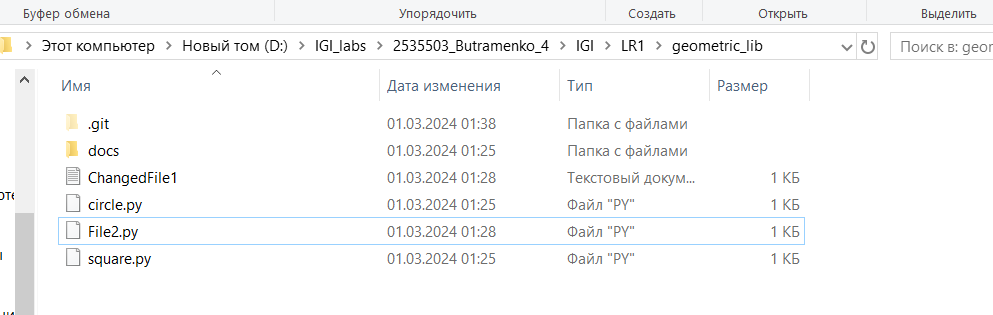 Буфер обмена Упорядочить Создать Открыть Выделить
Этот компьютер > Новый том (D:) > IGI_labs > 2535503_Butramenko_4 > IGI > LR1 > geometric_lib Поиск в: geom
Имя Дата изменения Тип Размер
.git 01.03.2024 01:38 Папка с файлами
docs 01.03.2024 01:25 Папка с файлами
ChangedFile1 01.03.2024 01:28 Текстовый докум... 1 КБ
circle.py 01.03.2024 01:25 Файл "PY" 1 КБ
File2.py 01.03.2024 01:28 Файл "PY" 1 КБ
square.py 01.03.2024 01:25 Файл "PY" 1 КБ